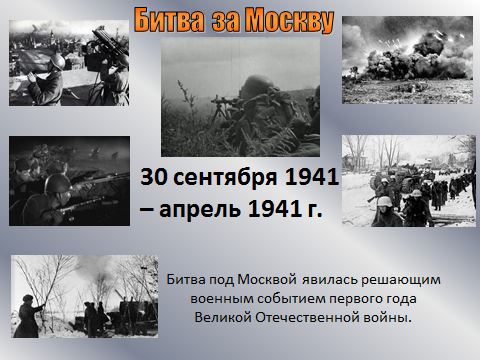 Битва за Москву
30 сентября 1941
– апрель 1941 г.
Битва под Москвой явилась решающим
военным событием первого года
Великой Отечественной войны.